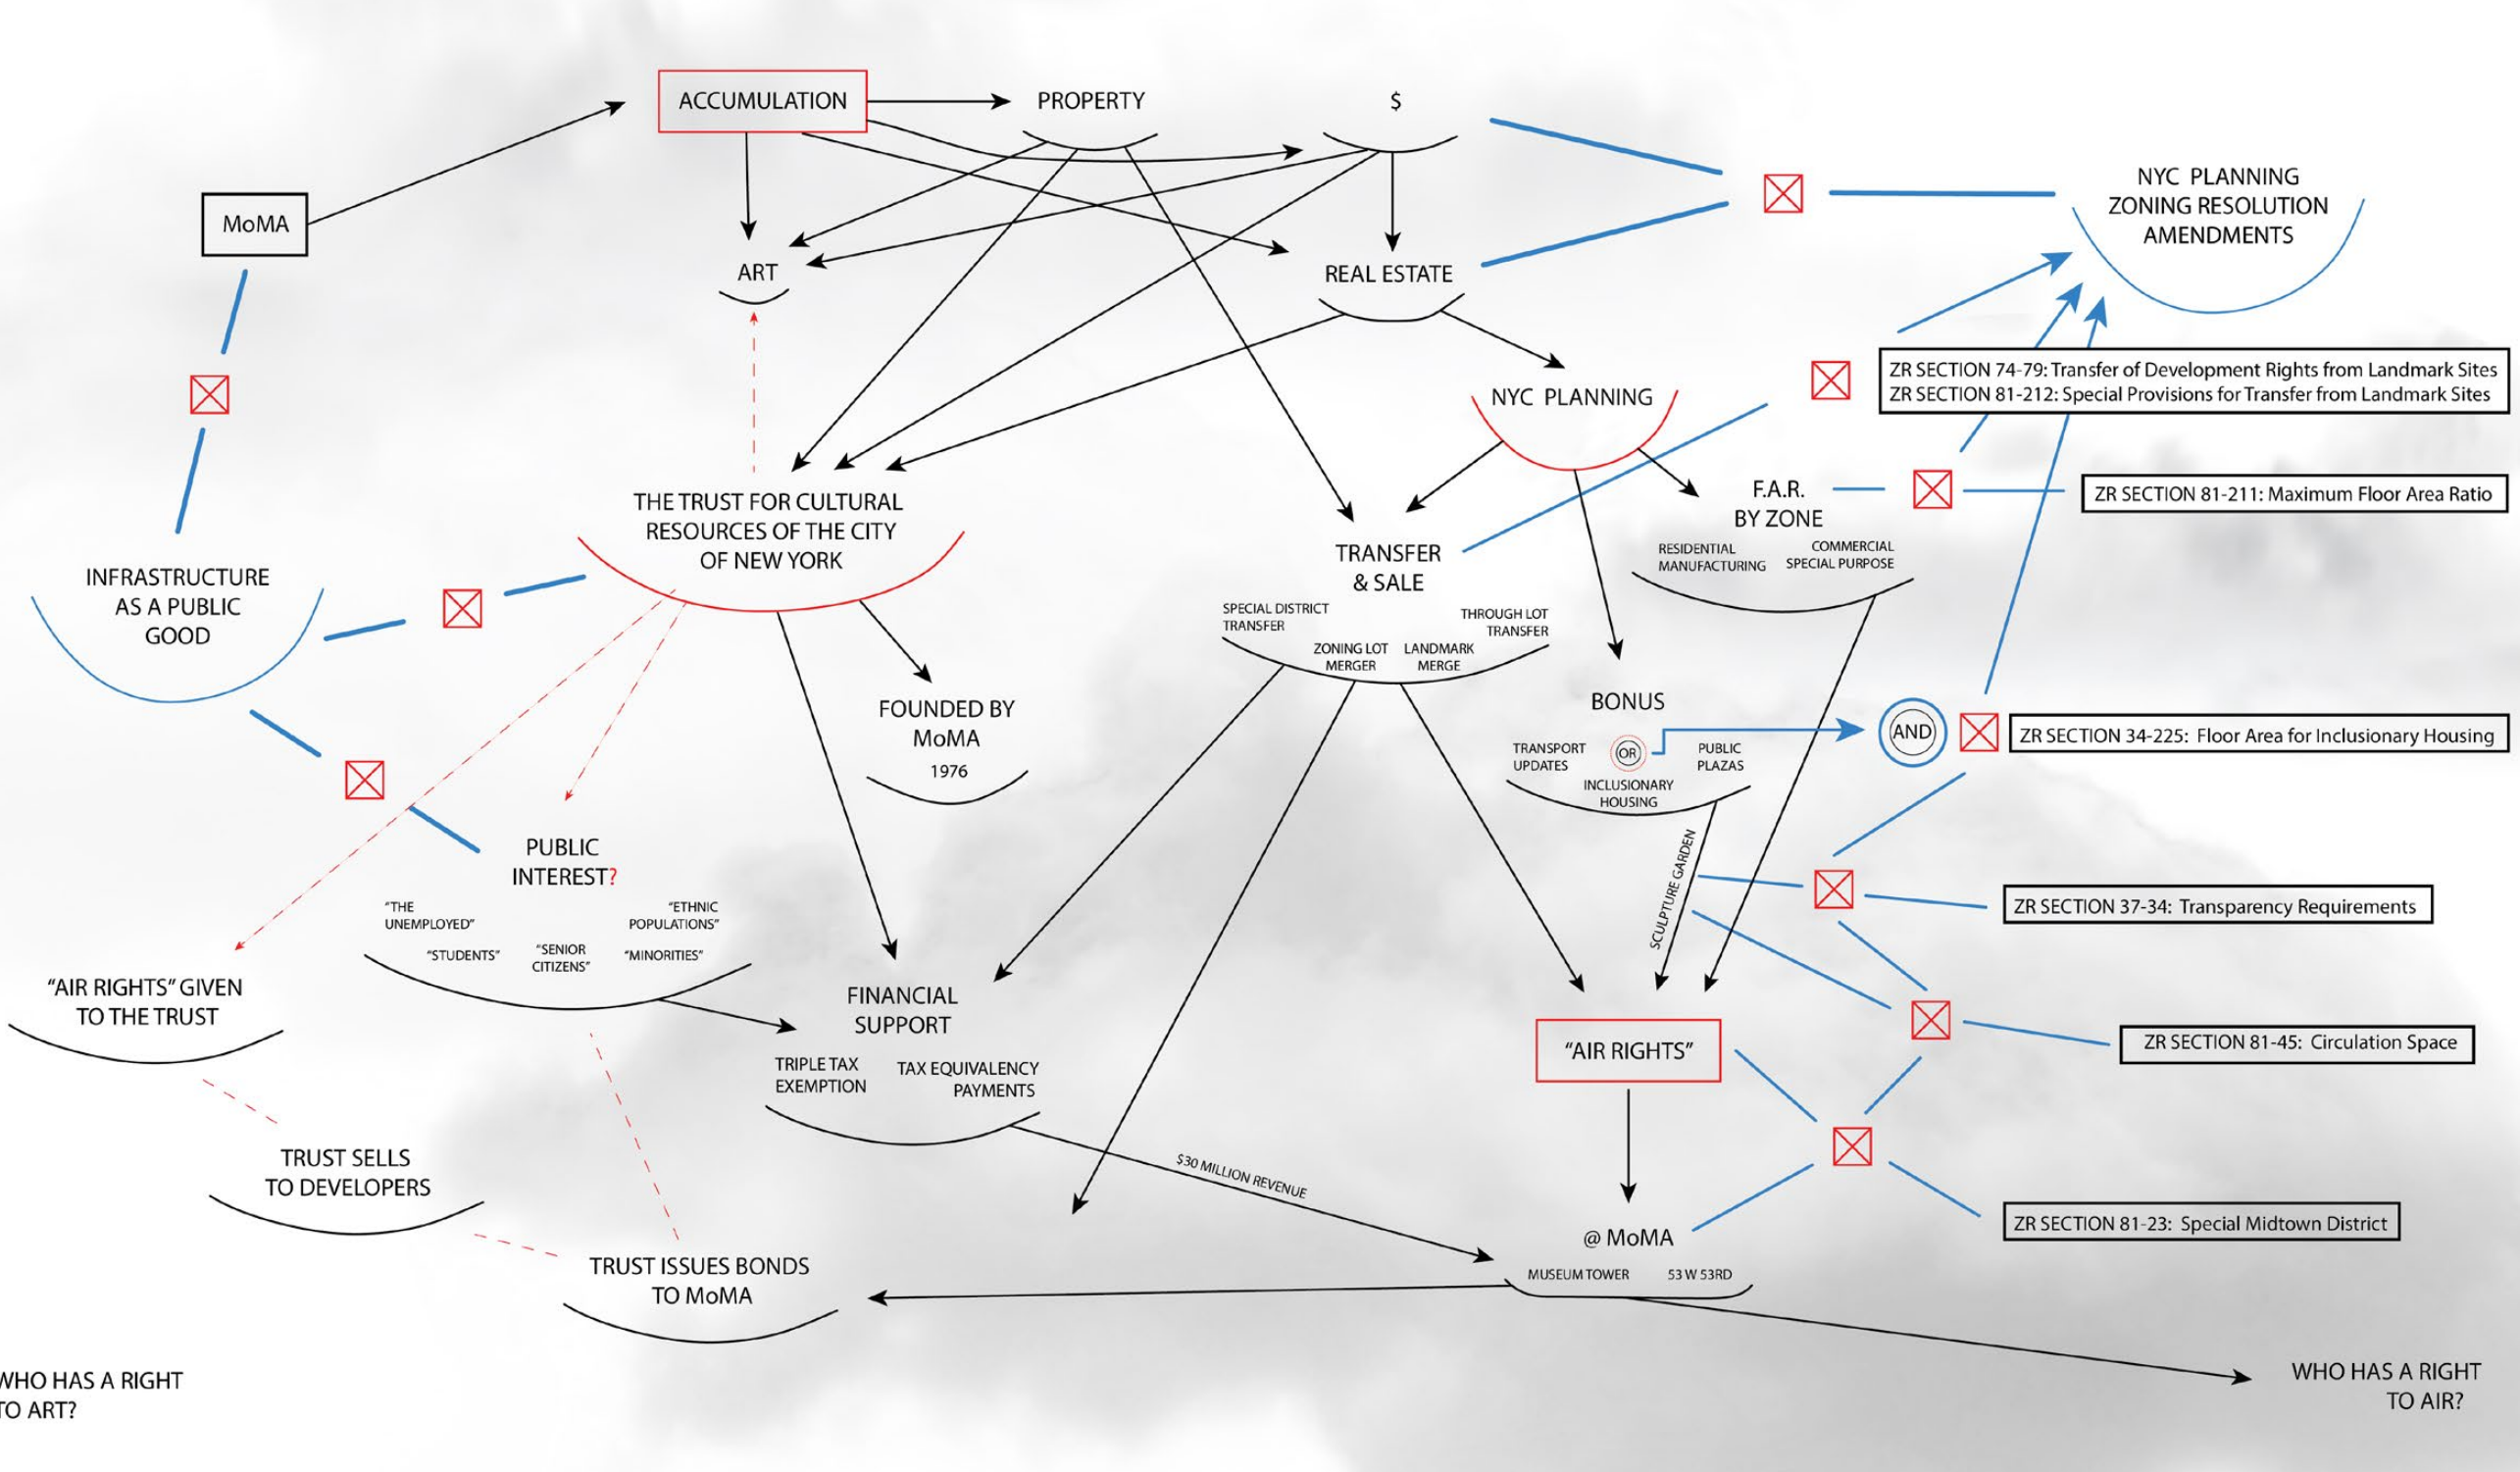 ACCUMULATION
PROPERTY
$
MoMA
NYC PLANNING
ZONING RESOLUTION
AMENDMENTS
ART
REAL ESTATE
NYC PLANNING
ZR SECTION 74-79: Transfer of Development Rights from Landmark Sites
ZR SECTION 81-212: Special Provisions for Transfer from Landmark Sites
THE TRUST FOR CULTURAL
RESOURCES OF THE CITY
OF NEW YORK
F.A.R.
BY ZONE
RESIDENTIAL
MANUFACTURING
COMMERCIAL
SPECIAL PURPOSE
ZR SECTION 81-211: Maximum Floor Area Ratio
INFRASTRUCTURE
AS A PUBLIC
GOOD
TRANSFER
& SALE
SPECIAL DISTRICT
TRANSFER
ZONING LOT
MERGER
LANDMARK
MERGE
THROUGH LOT
TRANSFER
FOUNDED BY
MoMA
1976
BONUS
TRANSPORT
UPDATES
OR
INCLUSIONARY
HOUSING
PUBLIC
PLAZAS
AND
ZR SECTION 34-225: Floor Area for Inclusionary Housing
PUBLIC
INTEREST?
"THE
UNEMPLOYED"
"STUDENTS"
"SENIOR
CITIZENS"
"MINORITIES"
"ETHNIC
POPULATIONS"
SCULPTURE GARDEN
ZR SECTION 37-34: Transparency Requirements
"AIR RIGHTS" GIVEN
TO THE TRUST
FINANCIAL
SUPPORT
TRIPLE TAX
EXEMPTION
TAX EQUIVALENCY
PAYMENTS
"AIR RIGHTS"
ZR SECTION 81-45: Circulation Space
TRUST SELLS
TO DEVELOPERS
$30 MILLION REVENUE
@ MoMA
MUSEUM TOWER
53 W 53RD
ZR SECTION 81-23: Special Midtown District
TRUST ISSUES BONDS
TO MoMA
WHO HAS A RIGHT
TO ART?
WHO HAS A RIGHT
TO AIR?